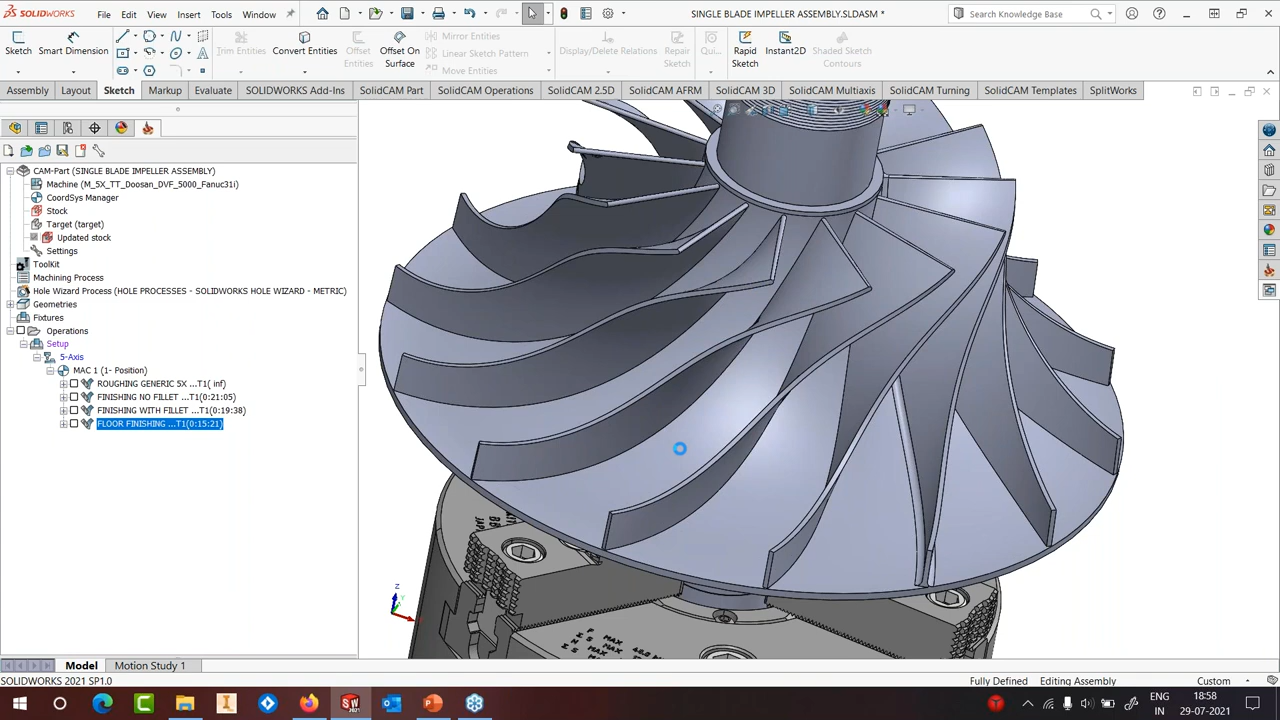 SOLIDWORKS File Edit View Insert Tools Window SINGLE BLADE IMPELLER ASSEMBLY.SLDASM * Search Knowledge Base
Sketch Smart Dimension Trim Entities Convert Entities Offset Entities Offset On Surface Mirror Entities Linear Sketch Pattern Move Entities Display/Delete Relations Repair Sketch Qui... Rapid Sketch Instant2D Shaded Sketch Contours
Assembly Layout Sketch Markup Evaluate SOLIDWORKS Add-Ins SolidCAM Part SolidCAM Operations SolidCAM 2.5D SolidCAM AFRM SolidCAM 3D SolidCAM Multiaxis SolidCAM Turning SolidCAM Templates SplitWorks
CAM-Part (SINGLE BLADE IMPELLER ASSEMBLY)
Machine (M_5X_TT_Doosan_DVF_5000_Fanuc31i)
CoordSys Manager
Stock
Target (target)
Updated stock
Settings
ToolKit
Machining Process
Hole Wizard Process (HOLE PROCESSES - SOLIDWORKS HOLE WIZARD - METRIC)
Geometries
Fixtures
Operations
Setup
5-Axis
MAC 1 (1- Position)
ROUGHING GENERIC 5X ...T1( inf)
FINISHING NO FILLET ...T1(0:21:05)
FINISHING WITH FILLET ...T1(0:19:38)
FLOOR FINISHING ...T1(0:15:21)
Z
Model Motion Study 1
SOLIDWORKS 2021 SP1.0 Fully Defined Editing Assembly Custom
ENG 18:58
IN 29-07-2021